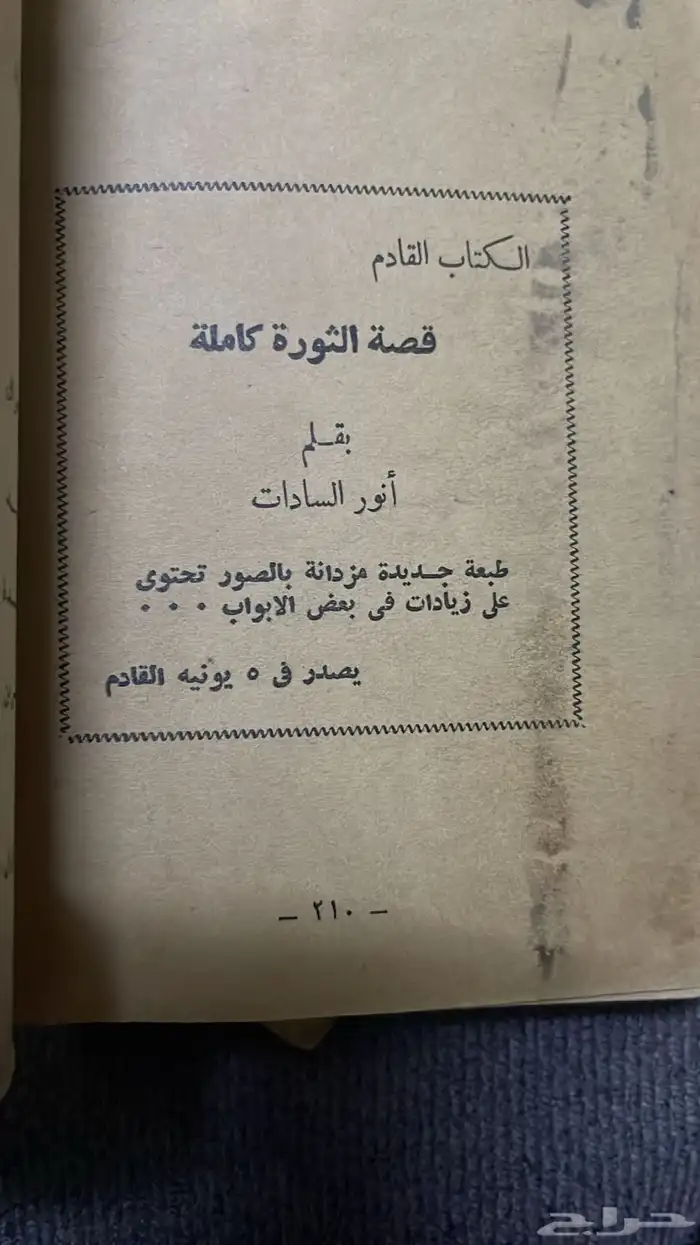 الكتاب القادم
قصة الثورة كاملة
بقلم
أنور السادات
طبعة جديدة مزدانة بالصور تحتوى
على زيادات فى بعض الابواب . . .
يصدر فى ٥ يونيه القادم
— ٢١٠ —
حراج